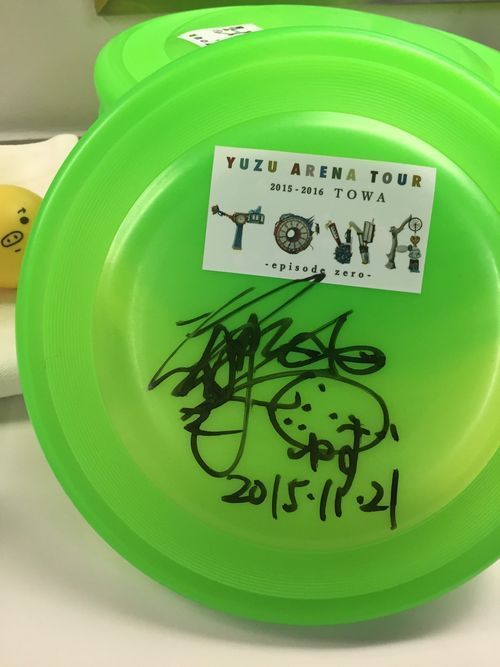 YUZU ARENA TOUR
2015-2016 TOWA
TOWA
-episode zero-
2015.11.21